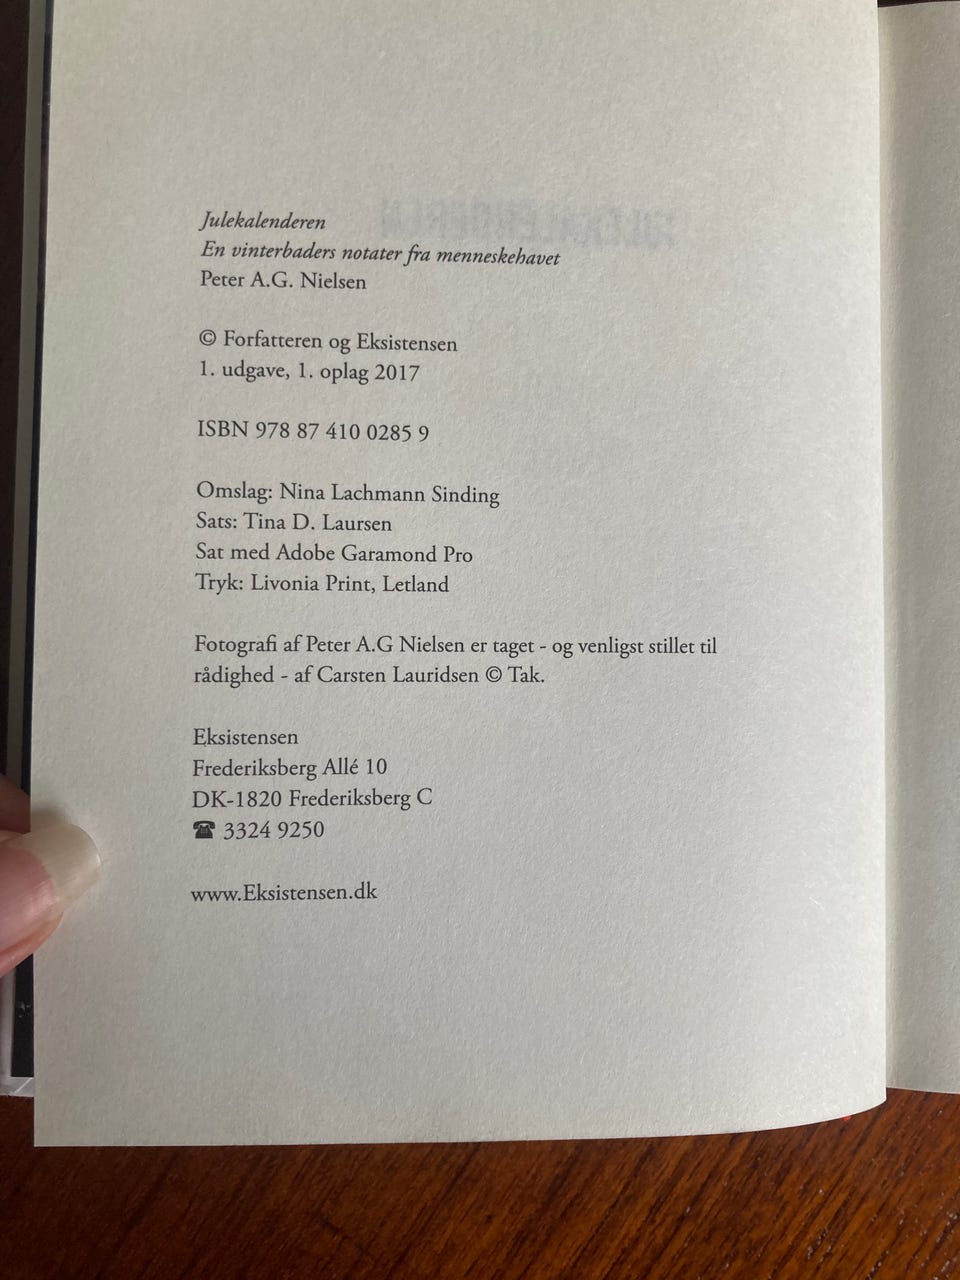 Julekalenderen
En vinterbaders notater fra menneskehavet
Peter A.G. Nielsen
© Forfatteren og Eksistensen
1. udgave, 1. oplag 2017
ISBN 978 87 410 0285 9
Omslag: Nina Lachmann Sinding
Sats: Tina D. Laursen
Sat med Adobe Garamond Pro
Tryk: Livonia Print, Letland
Fotografi af Peter A.G Nielsen er taget - og venligst stillet til
rådighed - af Carsten Lauridsen © Tak.
Eksistensen
Frederiksberg Allé 10
DK-1820 Frederiksberg C
☎ 3324 9250
www.Eksistensen.dk